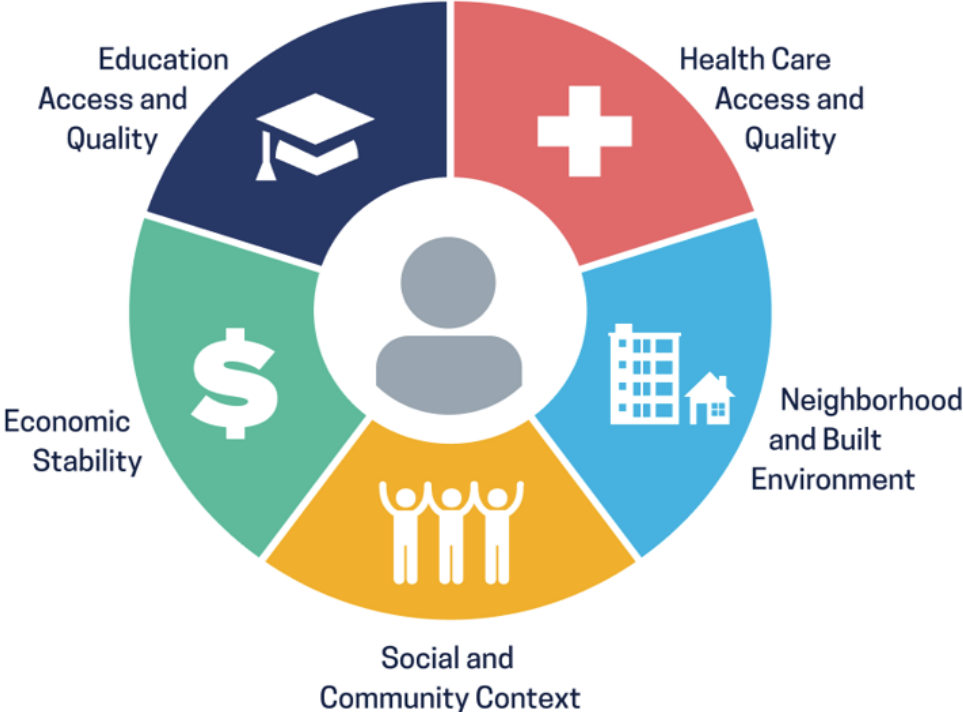 Education
Access and
Quality
Health Care
Access and
Quality
Economic
Stability
Neighborhood
and Built
Environment
Social and
Community Context